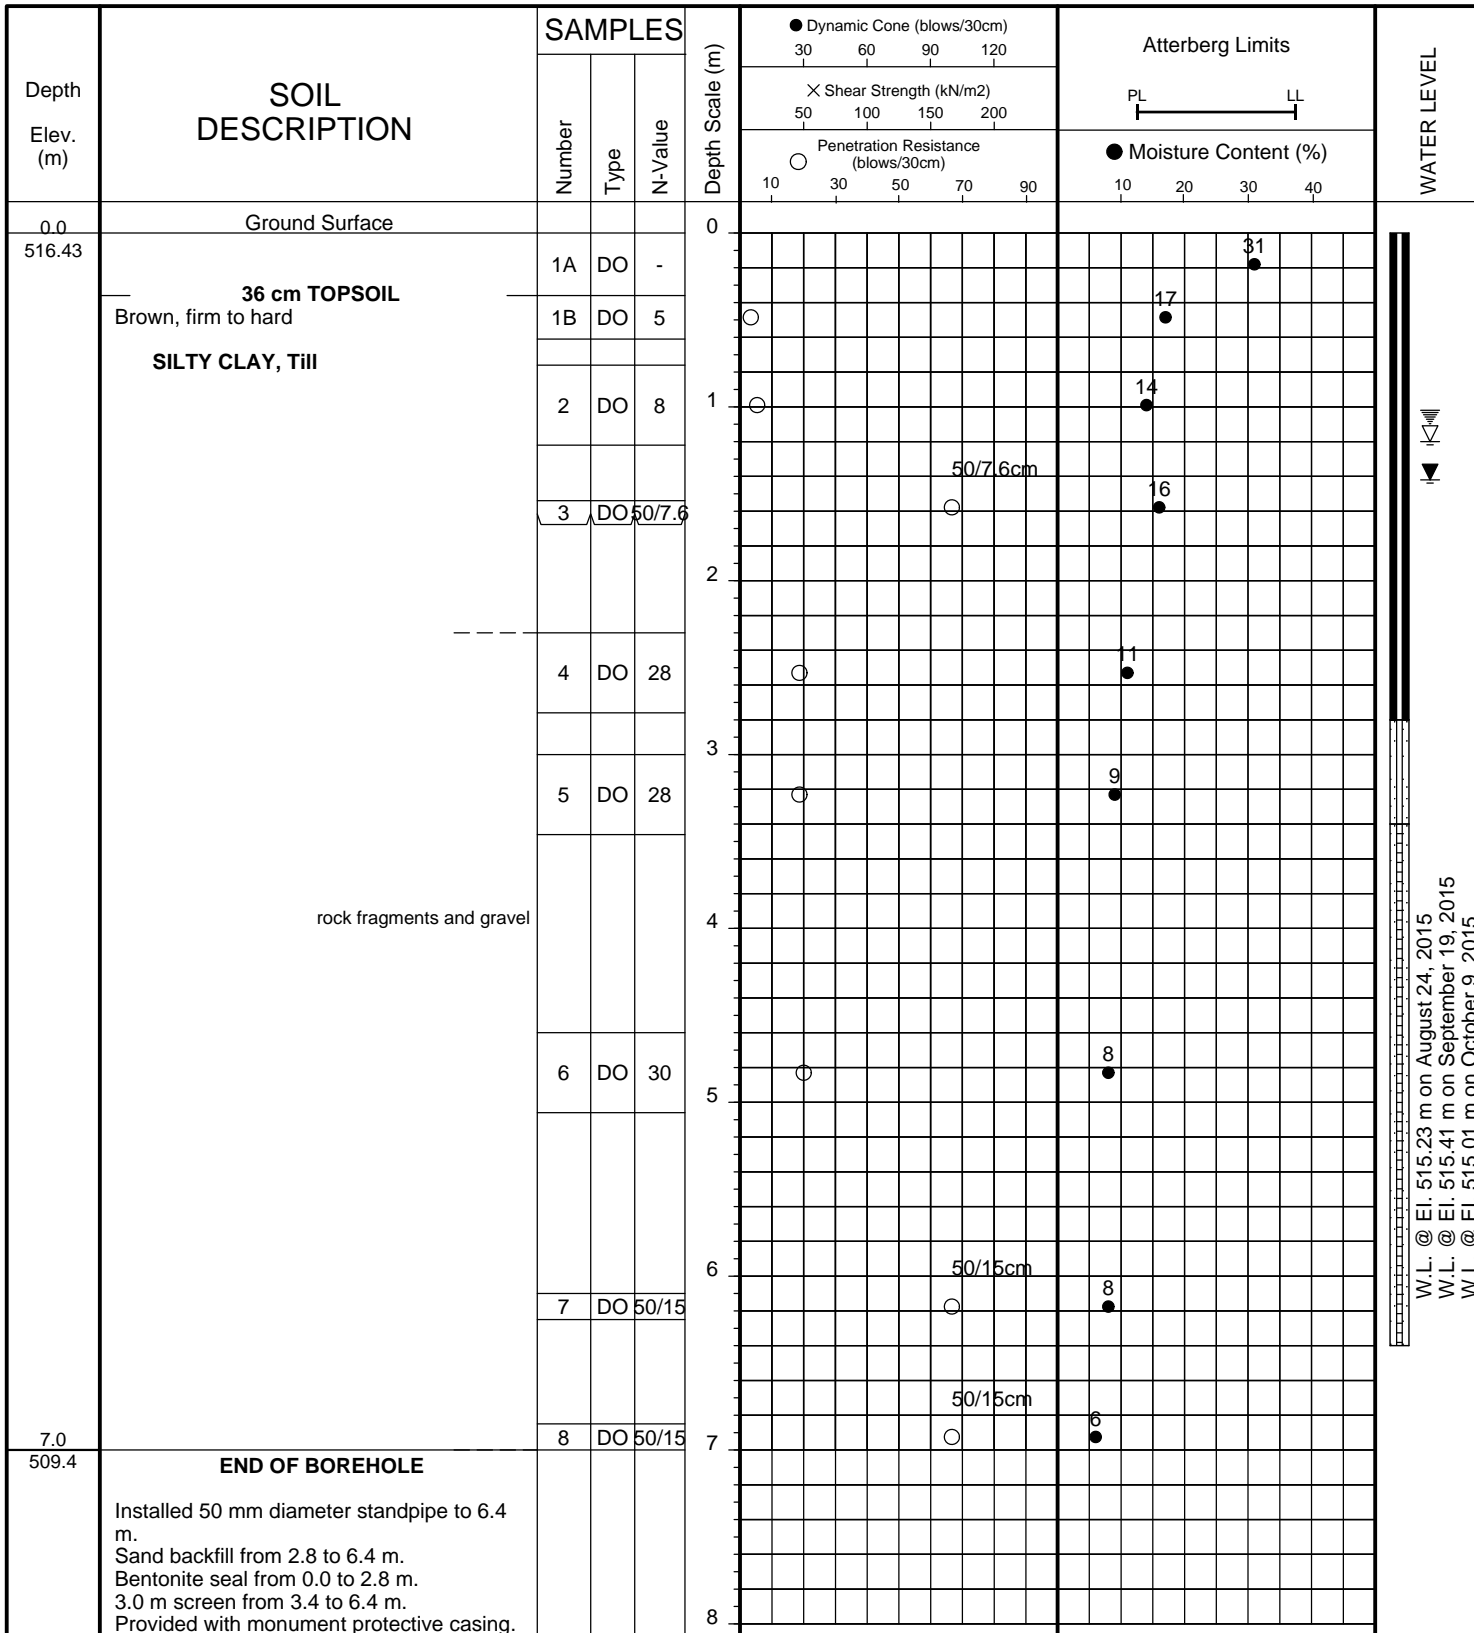 Depth
Elev.
(m)
SOIL
DESCRIPTION
SAMPLES
Number
Type
N-Value
Depth Scale (m)
Dynamic Cone (blows/30cm)
30 60 90 120
Shear Strength (kN/m2)
50 100 150 200
Penetration Resistance
(blows/30cm)
10 30 50 70 90
Atterberg Limits
PL LL
Moisture Content (%)
10 20 30 40
WATER LEVEL
0.0 Ground Surface 0
516.43
31
1A DO -
36 cm TOPSOIL
17
Brown, firm to hard 1B DO 5
SILTY CLAY, Till
14
2 DO 8 1
50/7.6cm
16
3 DO 50/7.6
2
11
4 DO 28
3
9
5 DO 28
rock fragments and gravel 4
8
6 DO 30
5
6 50/15cm
8
7 DO 50/15
50/15cm
6
7.0 8 DO 50/15 7
509.4
END OF BOREHOLE
Installed 50 mm diameter standpipe to 6.4
m.
Sand backfill from 2.8 to 6.4 m.
Bentonite seal from 0.0 to 2.8 m.
3.0 m screen from 3.4 to 6.4 m.
Provided with monument protective casing.
8
W.L. @ El. 515.23 m on August 24, 2015
W.L. @ El. 515.41 m on September 19, 2015
W.L. @ El. 515.01 m on October 9, 2015